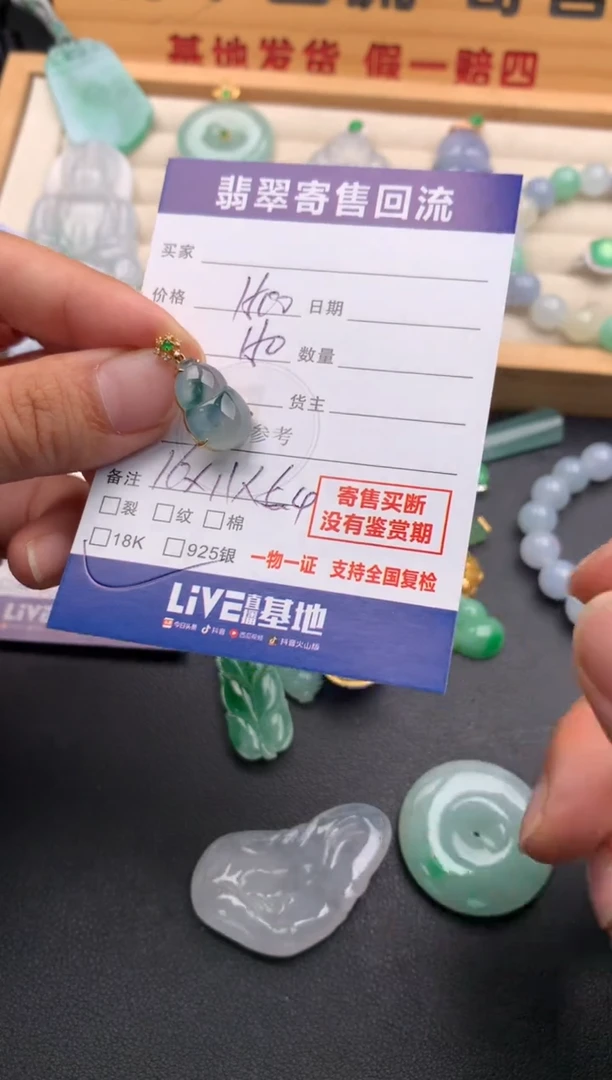 基地发货 假一赔四
翡翠寄售回流
买家
价格 日期
数量
货主
参考
备注
寄售买断
没有鉴赏期
裂 纹 棉
18K 925银
一物一证 支持全国复检
LiVE直播基地
今日头条 抖音 西瓜视频 抖音火山版
LiVE